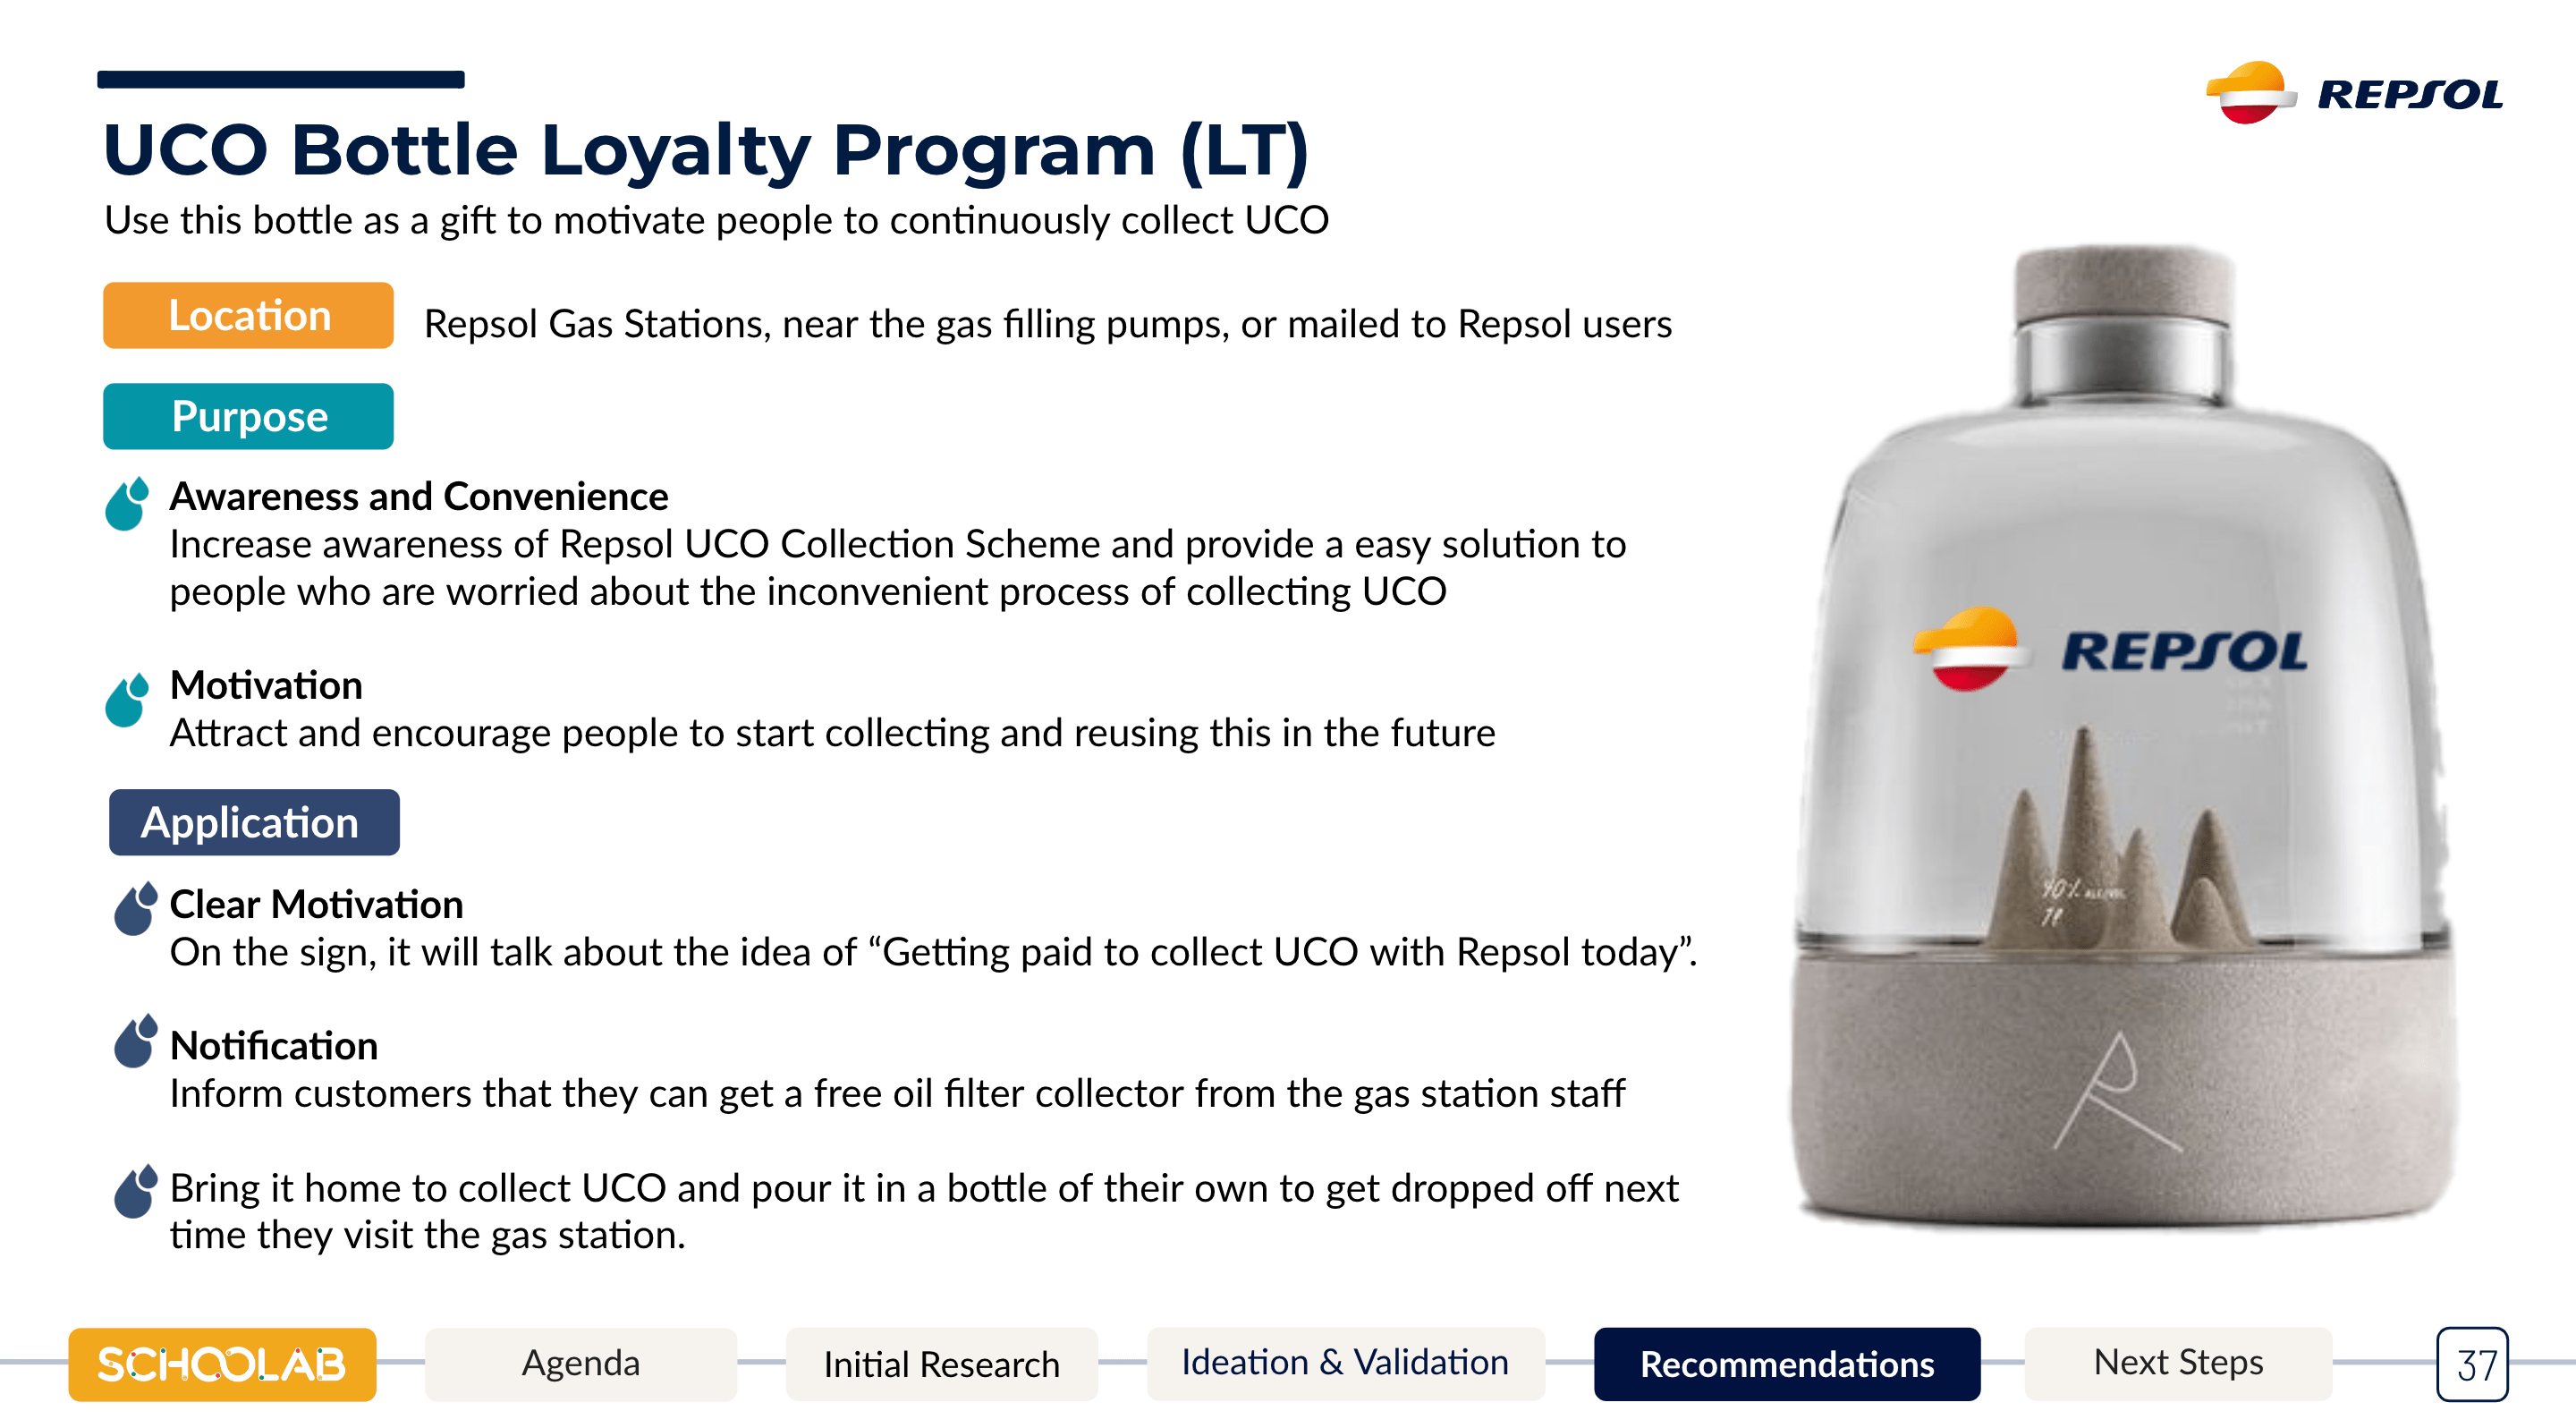 REPSOL
UCO Bottle Loyalty Program (LT)
Use this bottle as a gift to motivate people to continuously collect UCO
Location
Repsol Gas Stations, near the gas filling pumps, or mailed to Repsol users
Purpose
Awareness and Convenience
Increase awareness of Repsol UCO Collection Scheme and provide a easy solution to
people who are worried about the inconvenient process of collecting UCO
Motivation
Attract and encourage people to start collecting and reusing this in the future
Application
Clear Motivation
On the sign, it will talk about the idea of “Getting paid to collect UCO with Repsol today”.
Notification
Inform customers that they can get a free oil filter collector from the gas station staff
Bring it home to collect UCO and pour it in a bottle of their own to get dropped off next
time they visit the gas station.
REPSOL
40%
R
SCHOOLAB
Agenda
Initial Research
Ideation & Validation
Recommendations
Next Steps
37